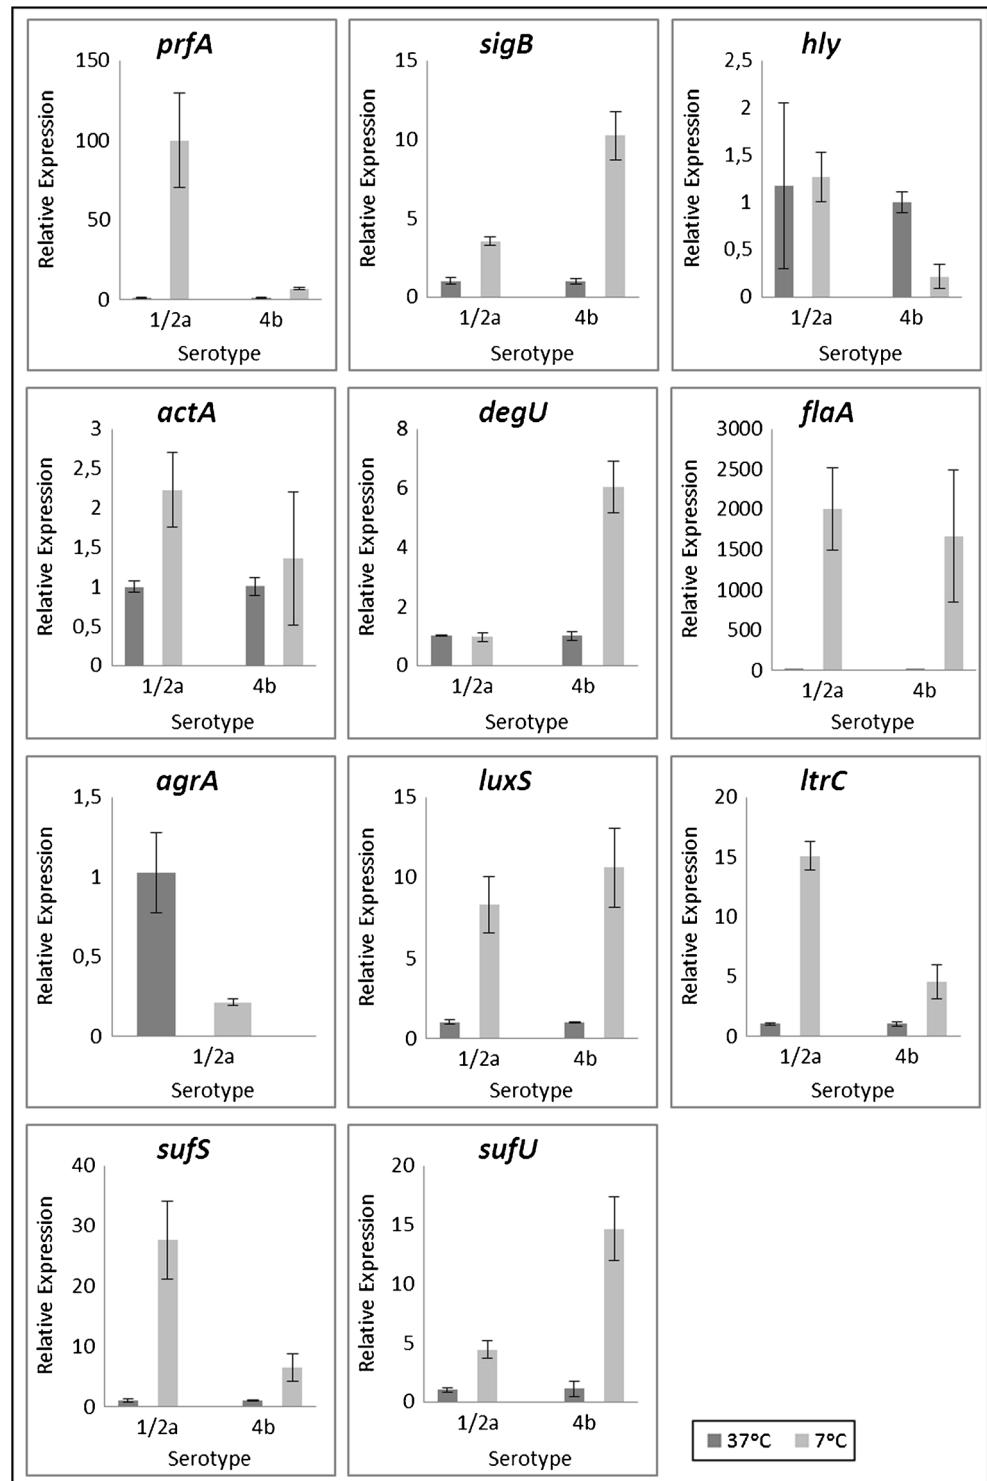 prfA
150
100
50
0
Relative Expression
1/2a 4b
Serotype
sigB
15
10
5
0
Relative Expression
1/2a 4b
Serotype
hly
2,5
2
1,5
1
0,5
0
Relative Expression
1/2a 4b
Serotype
actA
3
2,5
2
1,5
1
0,5
0
Relative Expression
1/2a 4b
Serotype
degU
8
6
4
2
0
Relative Expression
1/2a 4b
Serotype
flaA
3000
2500
2000
1500
1000
500
0
Relative Expression
1/2a 4b
Serotype
agrA
1,5
1
0,5
0
Relative Expression
1/2a
Serotype
luxS
15
10
5
0
Relative Expression
1/2a 4b
Serotype
ltrC
20
15
10
5
0
Relative Expression
1/2a 4b
Serotype
sufS
40
30
20
10
0
Relative Expression
1/2a 4b
Serotype
sufU
20
15
10
5
0
Relative Expression
1/2a 4b
Serotype
37°C 7°C